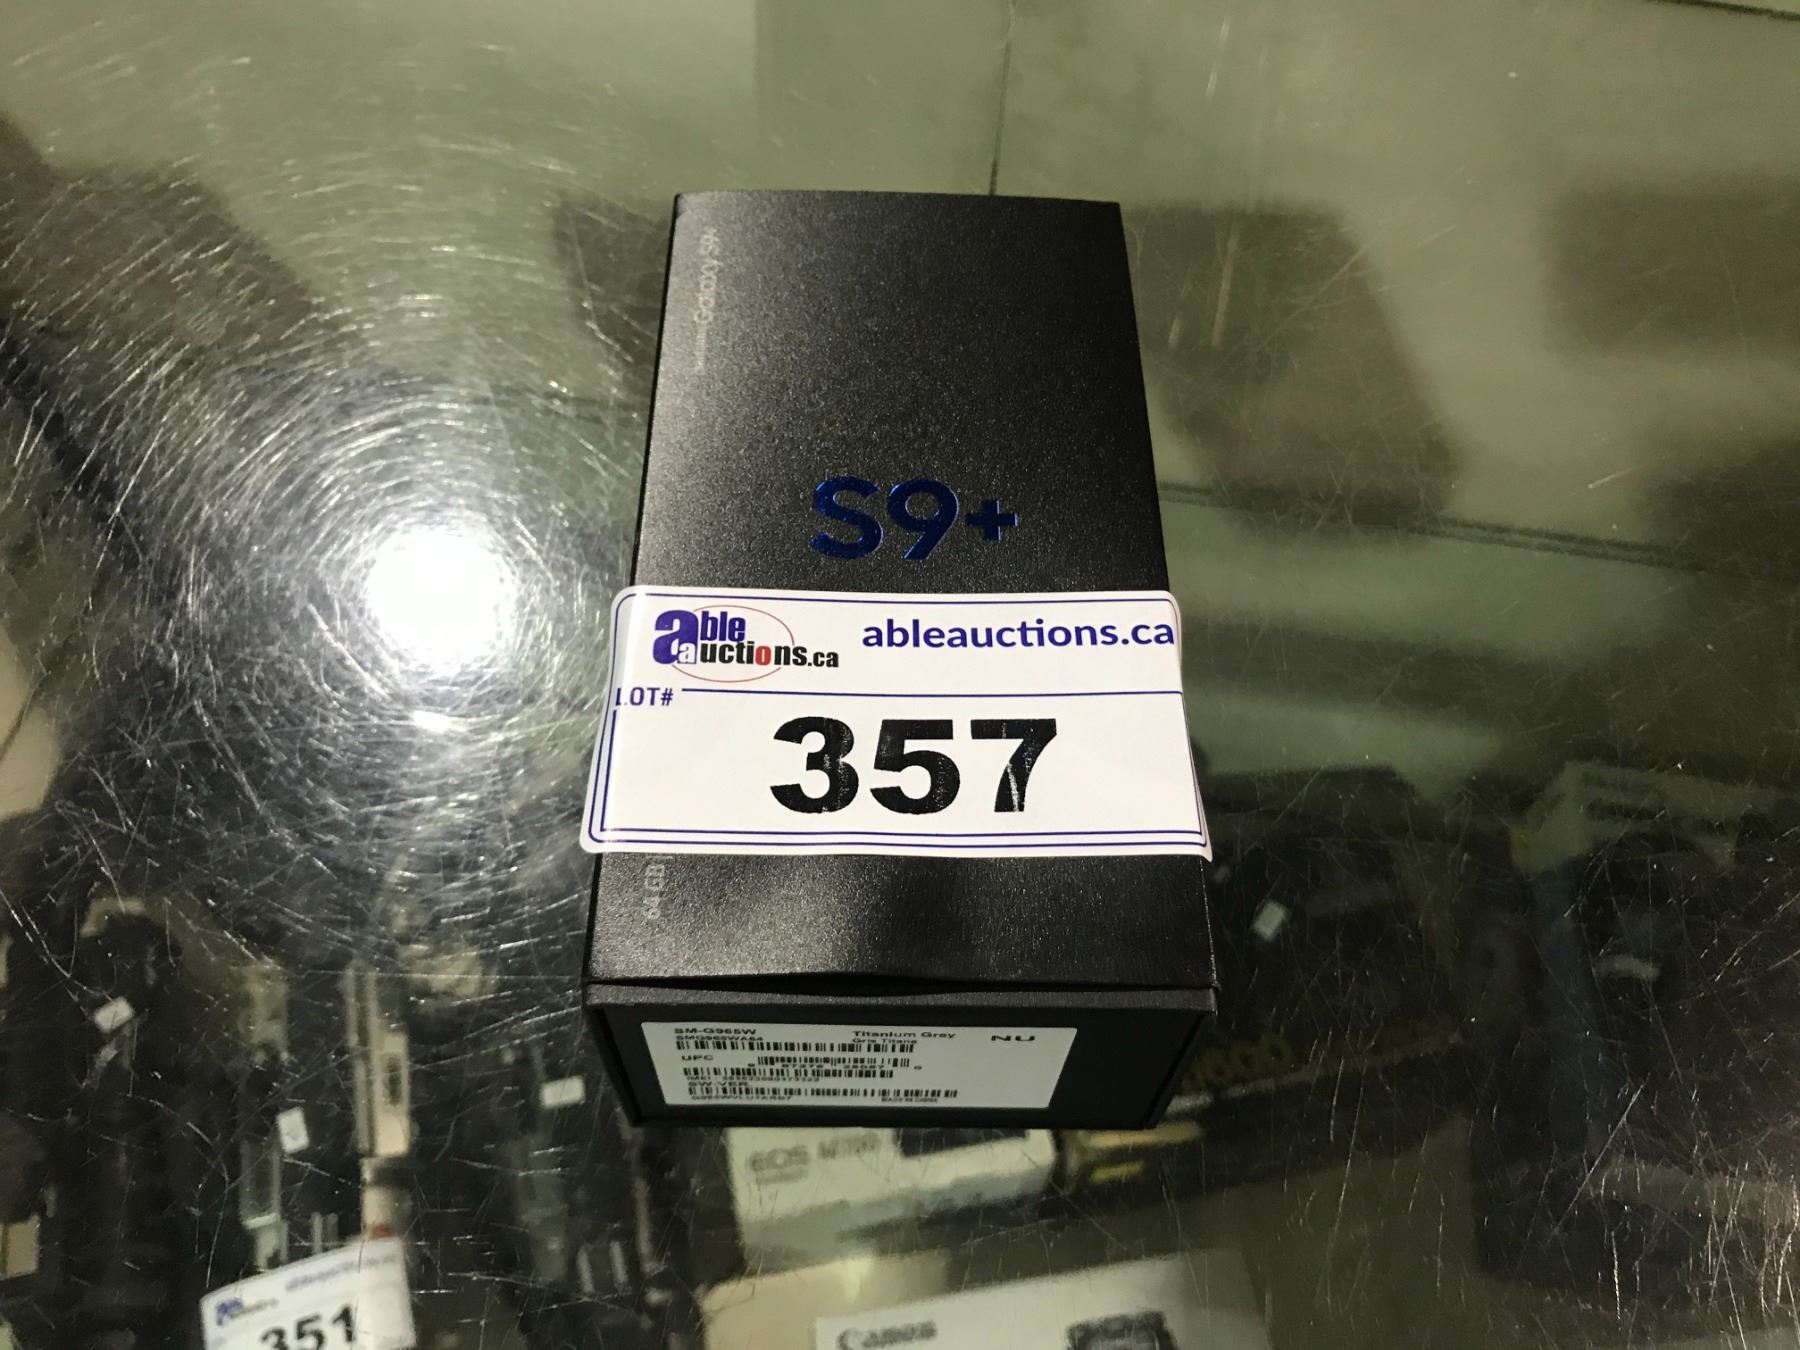 Galaxy S9+
S9+
able auctions.ca
ableauctions.ca
LOT#
357
64 GB
SM-G965W
SMG965WA64
Titanium Grey
Gris Titane
NU
UPC
SW-VER
MADE IN CHINA
EOS
Canon
351